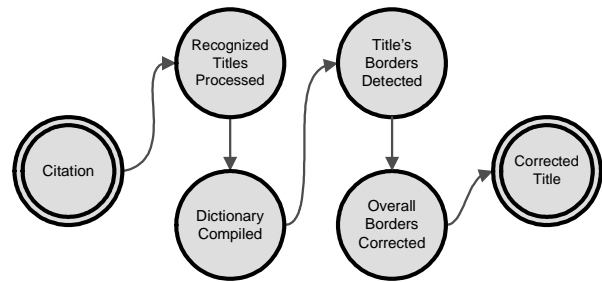 Citation
Recognized
Titles
Processed
Dictionary
Compiled
Title's
Borders
Detected
Overall
Borders
Corrected
Corrected
Title